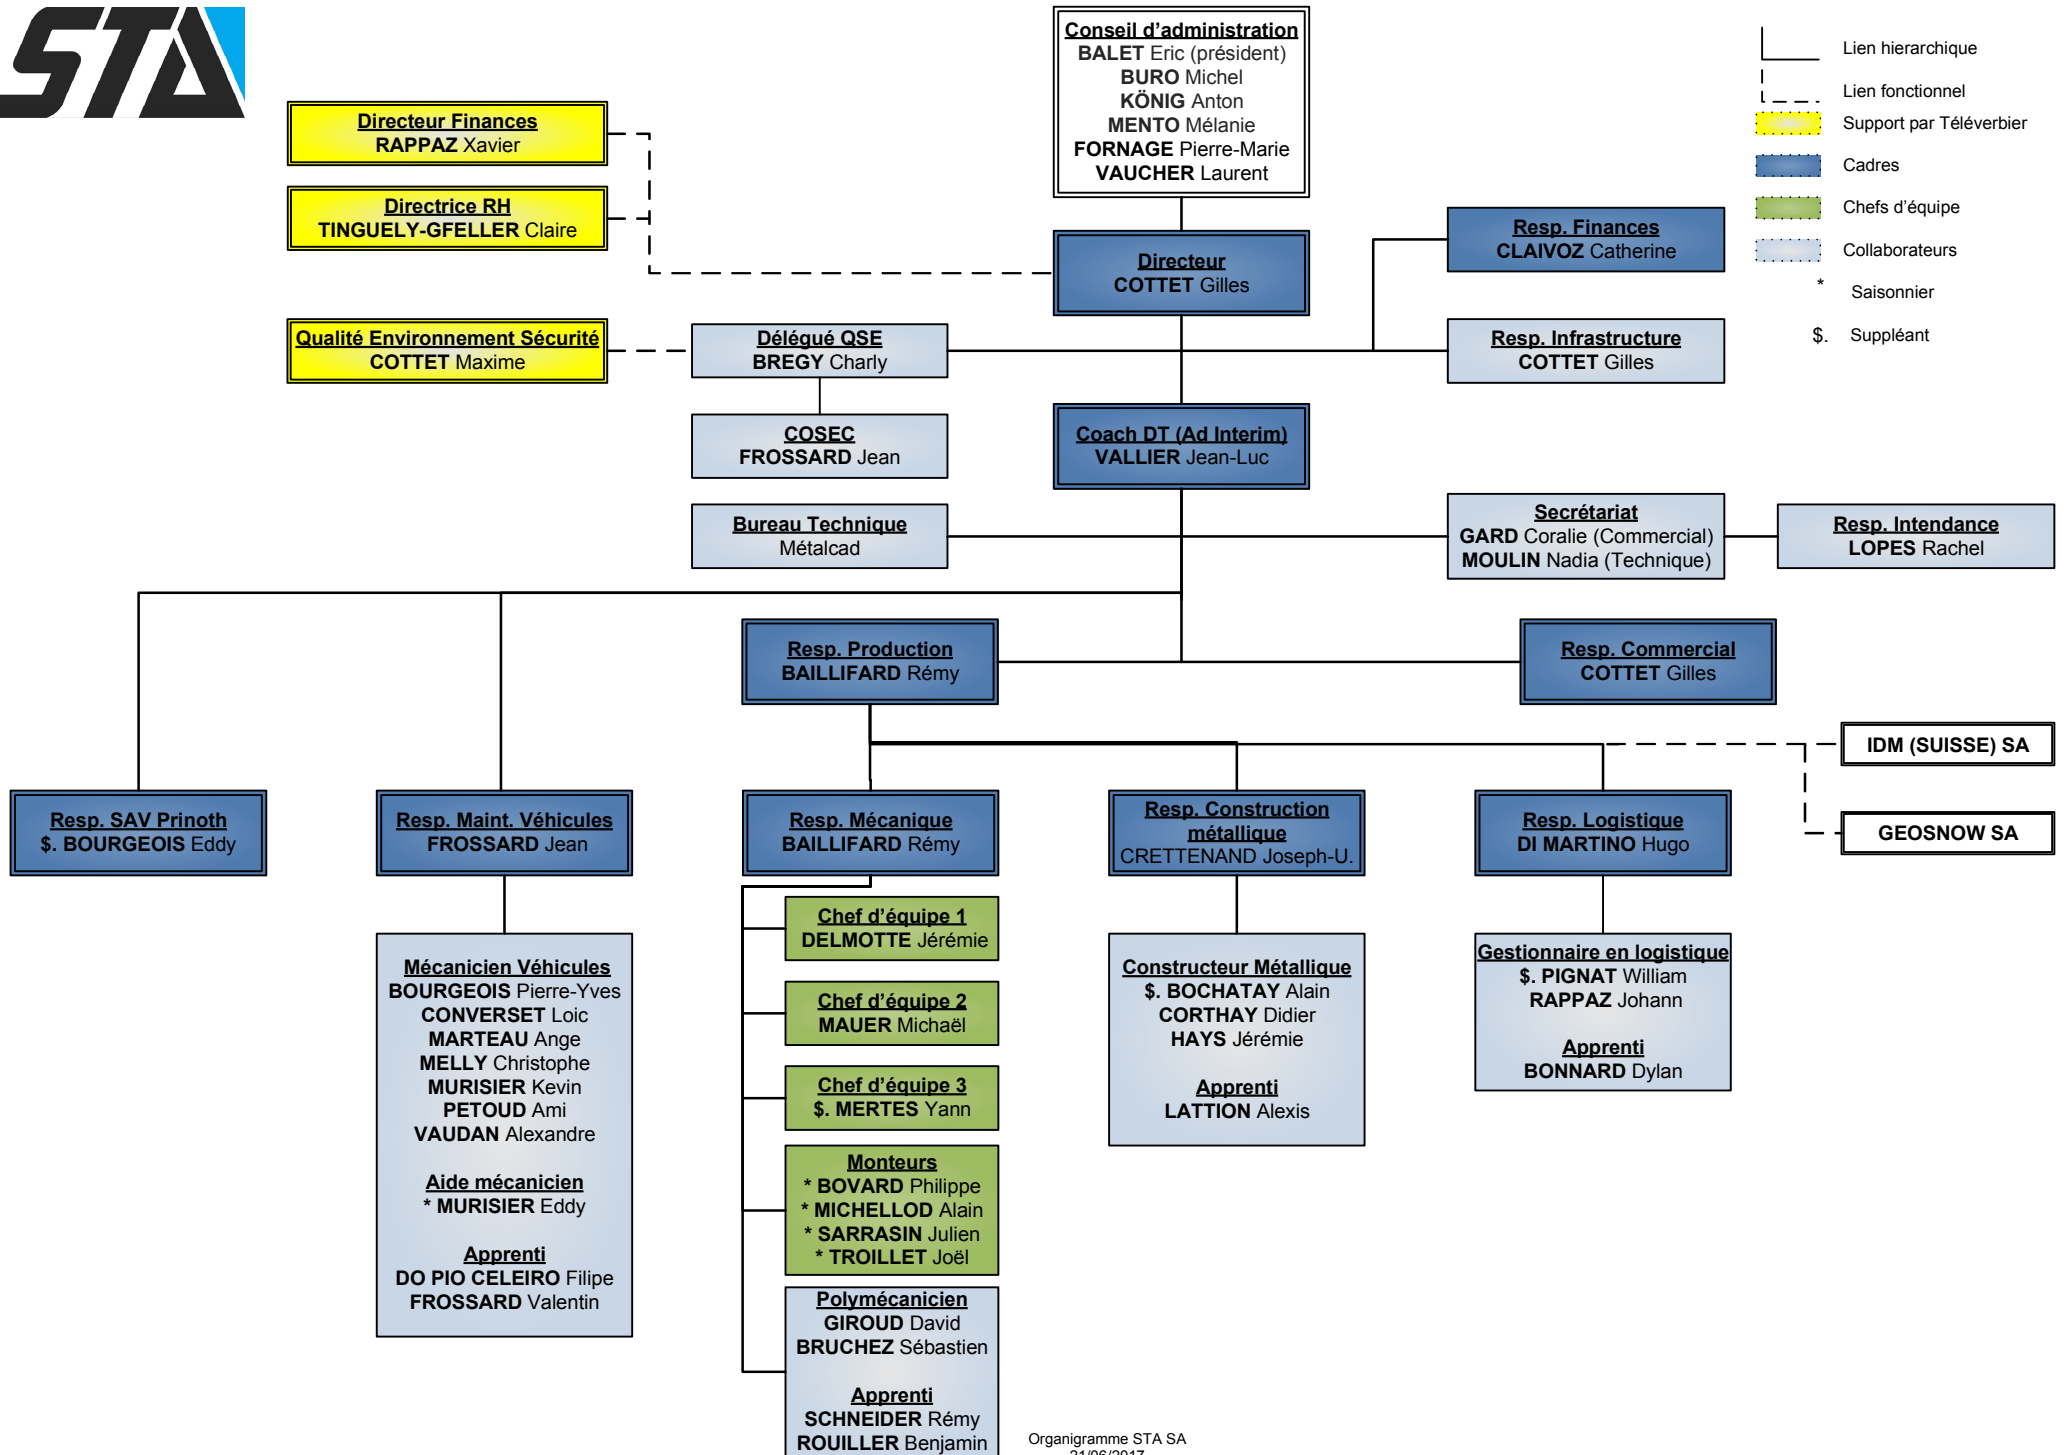 STA
Conseil d'administration
BALET Eric (président)
BURO Michel
KÖNIG Anton
MENTO Mélanie
FORNAGE Pierre-Marie
VAUCHER Laurent
Lien hierarchique
Lien fonctionnel
Support par Téléverbier
Cadres
Chefs d'équipe
Collaborateurs
* Saisonnier
$. Suppléant
Directeur Finances
RAPPAZ Xavier
Directrice RH
TINGUELY-GFELLER Claire
Directeur
COTTET Gilles
Resp. Finances
CLAIVOZ Catherine
Qualité Environnement Sécurité
COTTET Maxime
Délégué QSE
BREGY Charly
Resp. Infrastructure
COTTET Gilles
COSEC
FROSSARD Jean
Coach DT (Ad Interim)
VALLIER Jean-Luc
Bureau Technique
Métalcad
Secrétariat
GARD Coralie (Commercial)
MOULIN Nadia (Technique)
Resp. Intendance
LOPES Rachel
Resp. Production
BAILLIFARD Rémy
Resp. Commercial
COTTET Gilles
IDM (SUISSE) SA
GEOSNOW SA
Resp. SAV Prinoth
$. BOURGEOIS Eddy
Resp. Maint. Véhicules
FROSSARD Jean
Resp. Mécanique
BAILLIFARD Rémy
Resp. Construction
métallique
CRETTENAND Joseph-U.
Resp. Logistique
DI MARTINO Hugo
Mécanicien Véhicules
BOURGEOIS Pierre-Yves
CONVERSET Loic
MARTEAU Ange
MELLY Christophe
MURISIER Kevin
PETOUD Ami
VAUDAN Alexandre
Aide mécanicien
* MURISIER Eddy
Apprenti
DO PIO CELEIRO Filipe
FROSSARD Valentin
Chef d'équipe 1
DELMOTTE Jérémie
Chef d'équipe 2
MAUER Michaël
Chef d'équipe 3
$. MERTES Yann
Monteurs
* BOVARD Philippe
* MICHELLOD Alain
* SARRASIN Julien
* TROILLET Joël
Polymécanicien
GIROUD David
BRUCHEZ Sébastien
Apprenti
SCHNEIDER Rémy
ROUILLER Benjamin
Constructeur Métallique
$. BOCHATAY Alain
CORTHAY Didier
HAYS Jérémie
Apprenti
LATTION Alexis
Gestionnaire en logistique
$. PIGNAT William
RAPPAZ Johann
Apprenti
BONNARD Dylan
Organigramme STA SA
21/06/2017